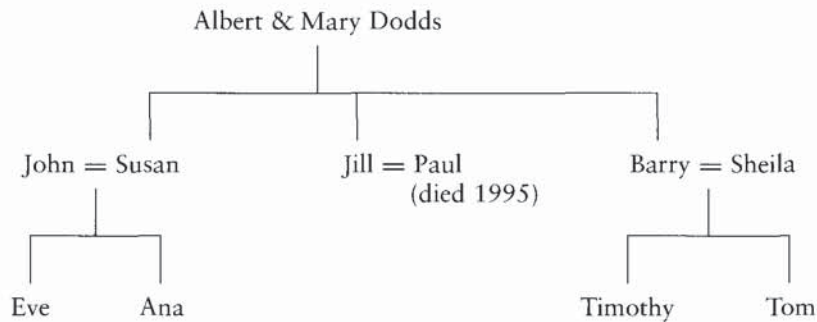 Albert & Mary Dodds
John = Susan
Jill = Paul
(died 1995)
Barry = Sheila
Eve
Ana
Timothy
Tom